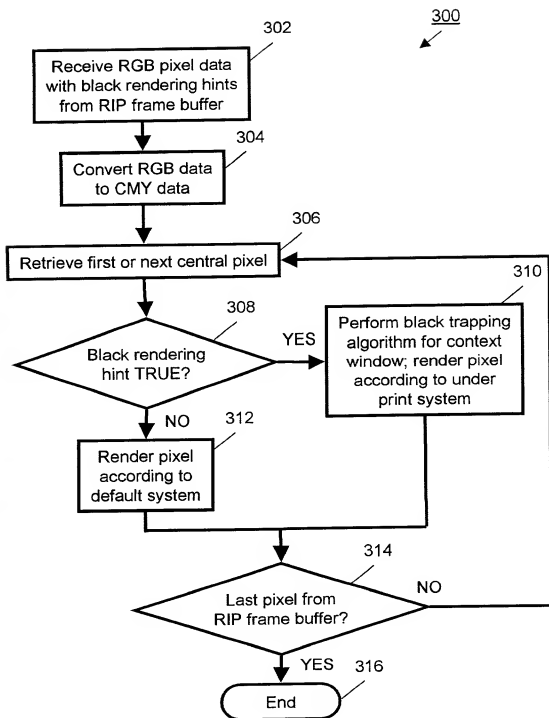 300
302
Receive RGB pixel data
with black rendering hints
from RIP frame buffer
304
Convert RGB data
to CMY data
306
Retrieve first or next central pixel
308
Black rendering
hint TRUE?
YES
310
Perform black trapping
algorithm for context
window; render pixel
according to under
print system
NO
312
Render pixel
according to
default system
314
Last pixel from
RIP frame buffer?
NO
YES
316
End